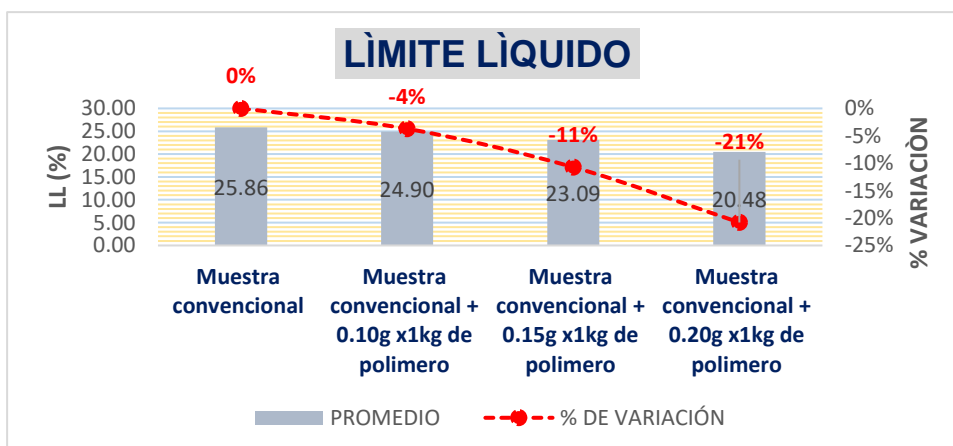 LÌMITE LÌQUIDO
0%
-4%
-11%
-21%
30.00
25.00
20.00
15.00
10.00
5.00
0.00
LL (%)
25.86
24.90
23.09
20.48
0%
-5%
-10%
-15%
-20%
-25%
% VARIACIÒN
Muestra
convencional
Muestra
convencional +
0.10g x1kg de
polimero
Muestra
convencional +
0.15g x1kg de
polimero
Muestra
convencional +
0.20g x1kg de
polimero
PROMEDIO
% DE VARIACIÓN